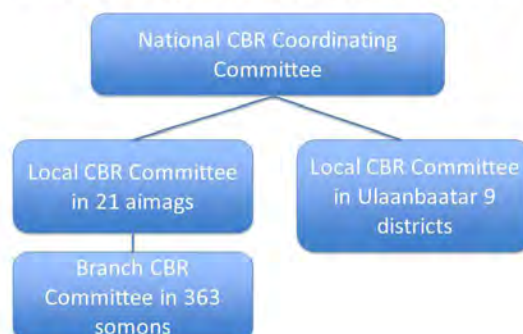 National CBR Coordinating
Committee
Local CBR Committee
in 21 aimags
Local CBR Committee
in Ulaanbaatar 9
districts
Branch CBR
Committee in 363
somons